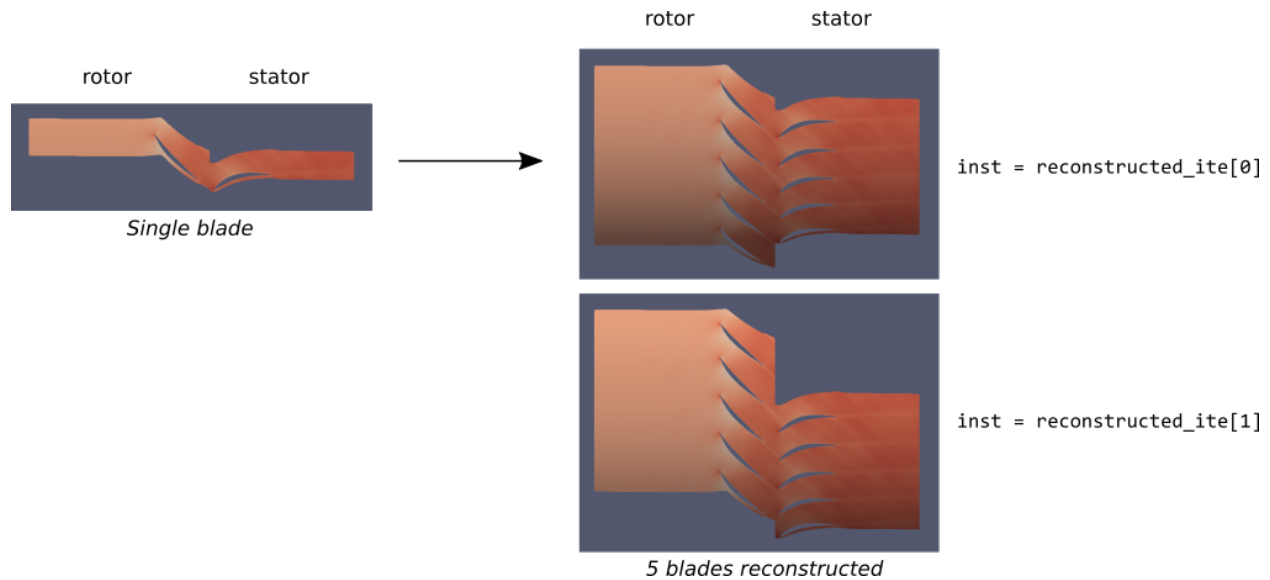 rotor stator
rotor stator
Single blade
inst = reconstructed_ite[0]
inst = reconstructed_ite[1]
5 blades reconstructed